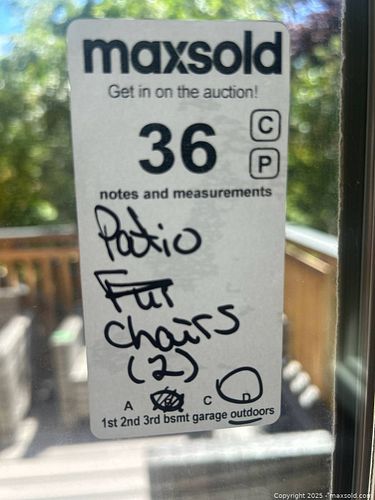 maxsold
Get in on the auction!
36
C
P
notes and measurements
Patio
chairs
(2)
A C D
1st 2nd 3rd bsmt garage outdoors
Copyright 2025 - maxsold.com